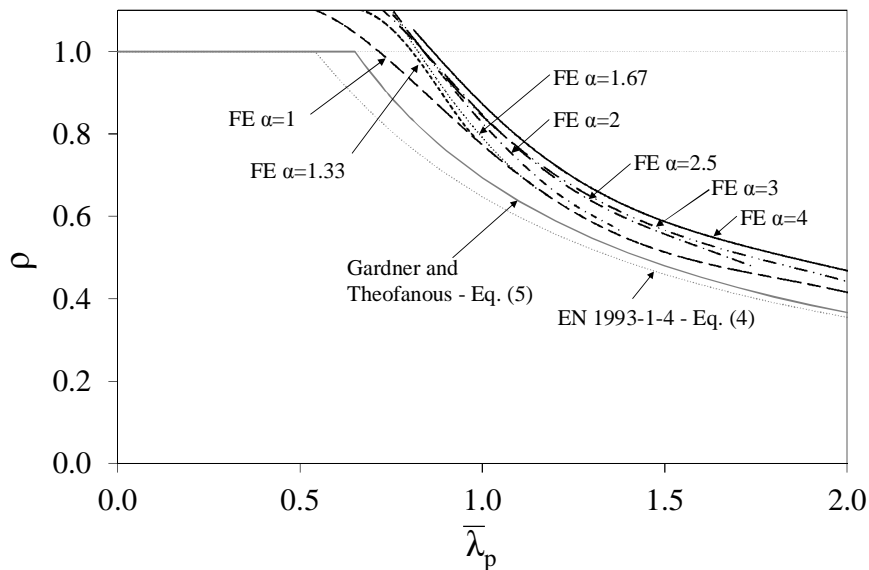 1.0
0.8
0.6
0.4
0.2
0.0
ρ
FE α=1
FE α=1.33
FE α=1.67
FE α=2
FE α=2.5
FE α=3
FE α=4
Gardner and
Theofanous - Eq. (5)
EN 1993-1-4 - Eq. (4)
0.0 0.5 1.0 1.5 2.0
λ̅p